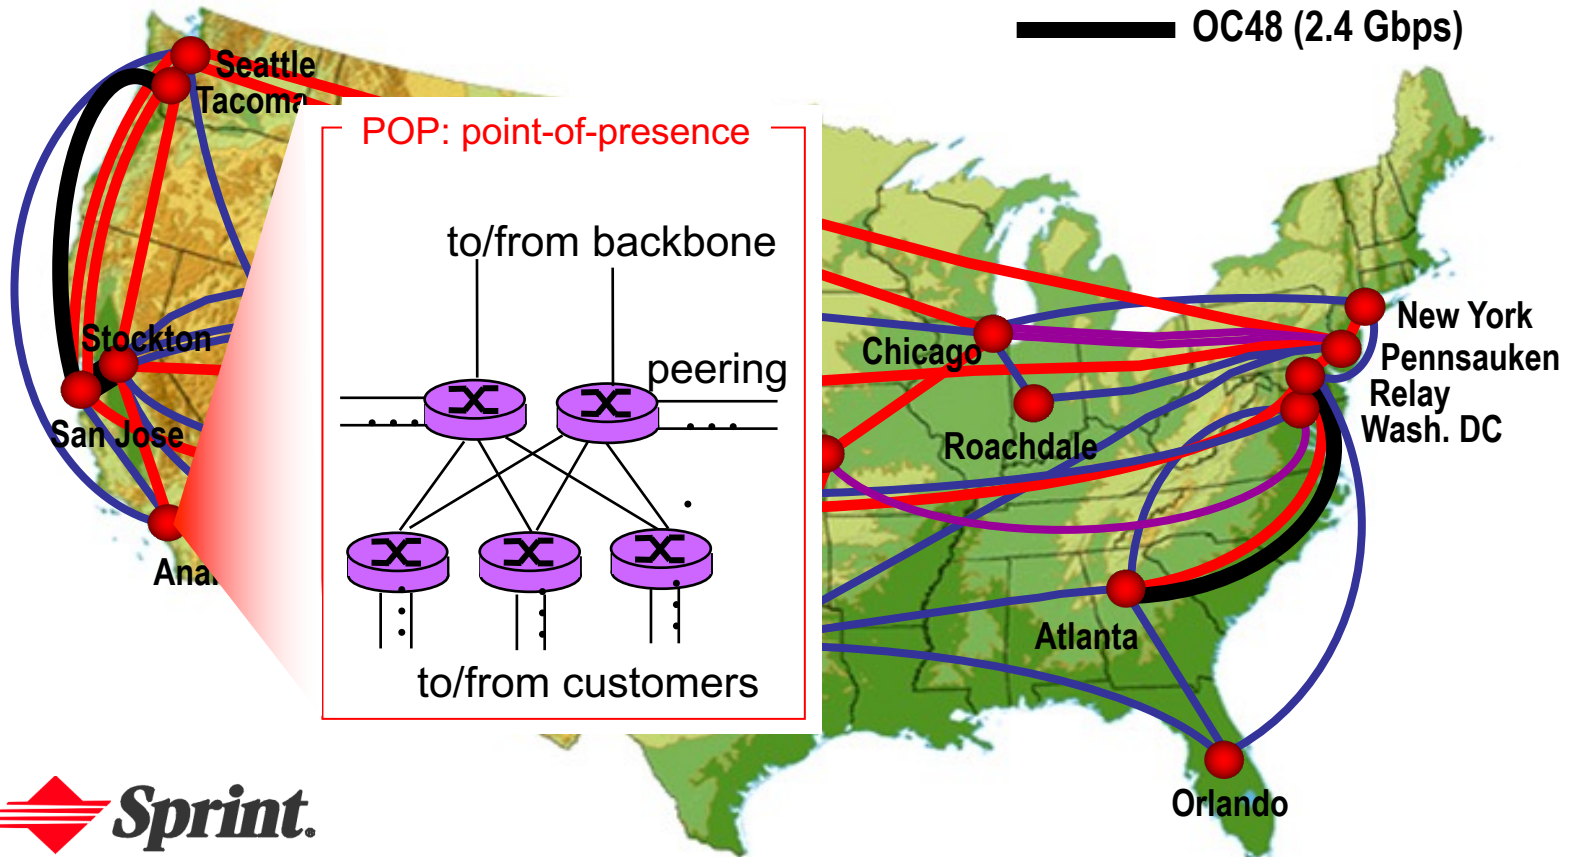 OC48 (2.4 Gbps)
Seattle
Tacoma
POP: point-of-presence
to/from backbone
peering
Stockton
San Jose
Chicago
Roachdale
New York
Pennsauken
Relay
Wash. DC
Atlanta
to/from customers
Orlando
Sprint.